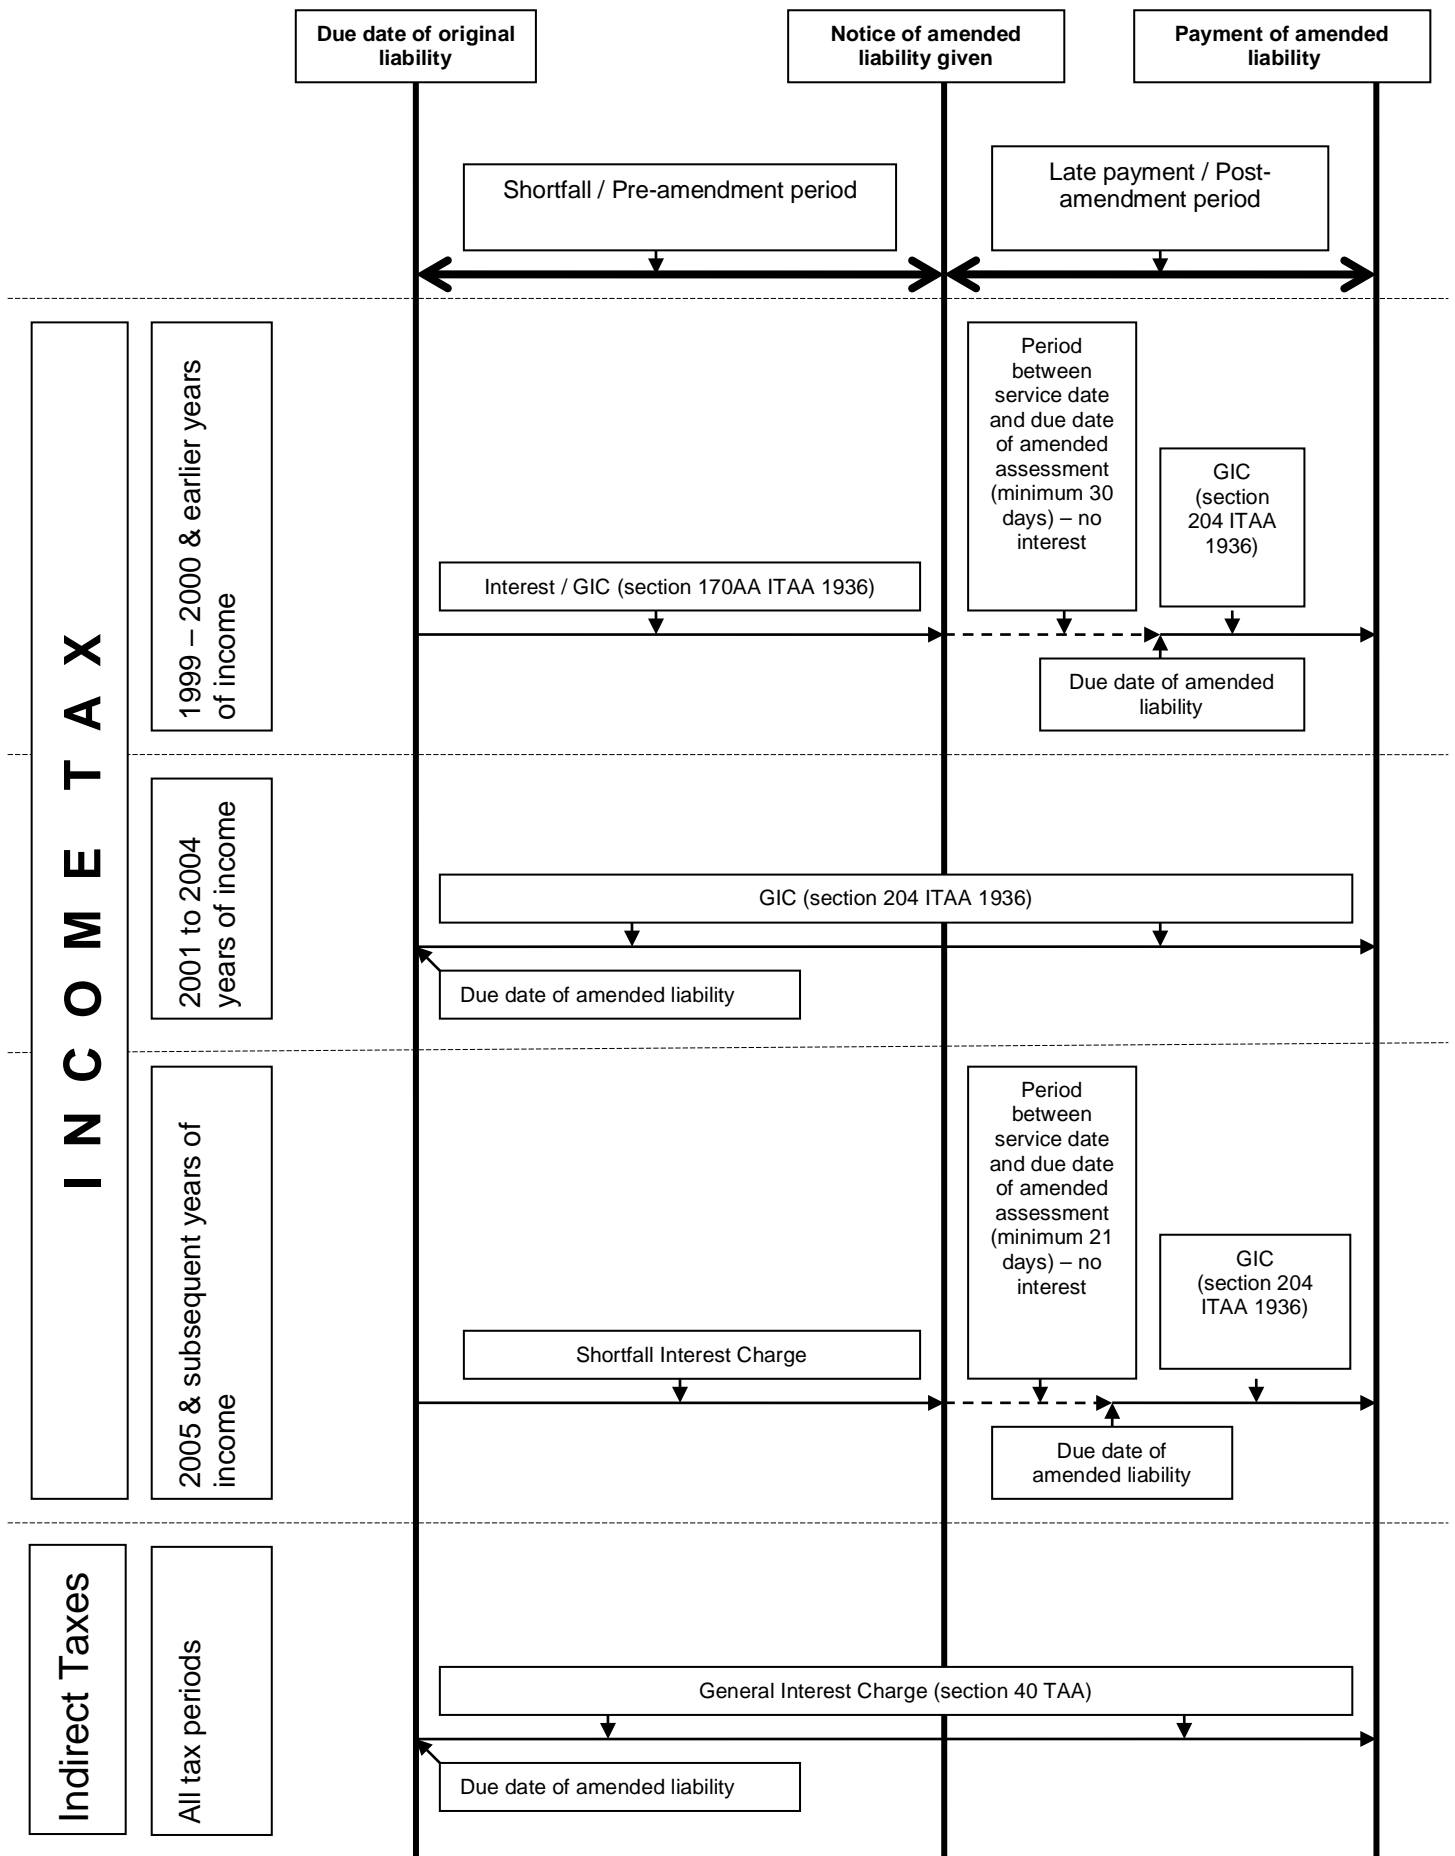 Due date of original
liability
Notice of amended
liability given
Payment of amended
liability
Shortfall / Pre-amendment period
Late payment / Post-
amendment period
INCOME TAX
1999 – 2000 & earlier years
of income
Interest / GIC (section 170AA ITAA 1936)
Period
between
service date
and due date
of amended
assessment
(minimum 30
days) – no
interest
GIC
(section
204 ITAA
1936)
Due date of amended
liability
2001 to 2004
years of income
GIC (section 204 ITAA 1936)
Due date of amended liability
2005 & subsequent years of
income
Shortfall Interest Charge
Period
between
service date
and due date
of amended
assessment
(minimum 21
days) – no
interest
GIC
(section 204
ITAA 1936)
Due date of
amended liability
Indirect Taxes
All tax periods
General Interest Charge (section 40 TAA)
Due date of amended liability